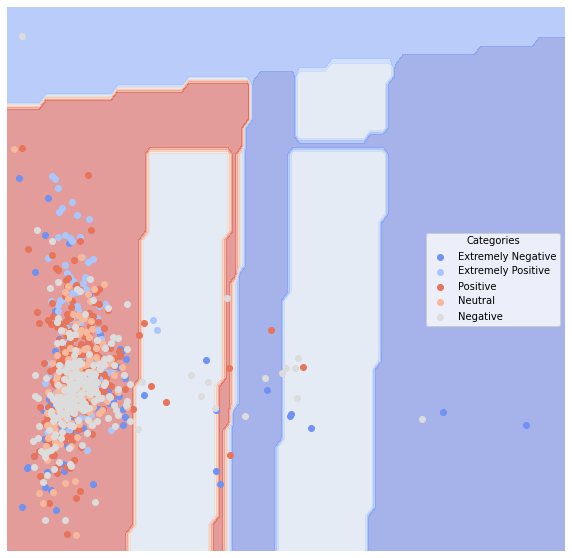 Categories
Extremely Negative
Extremely Positive
Positive
Neutral
Negative